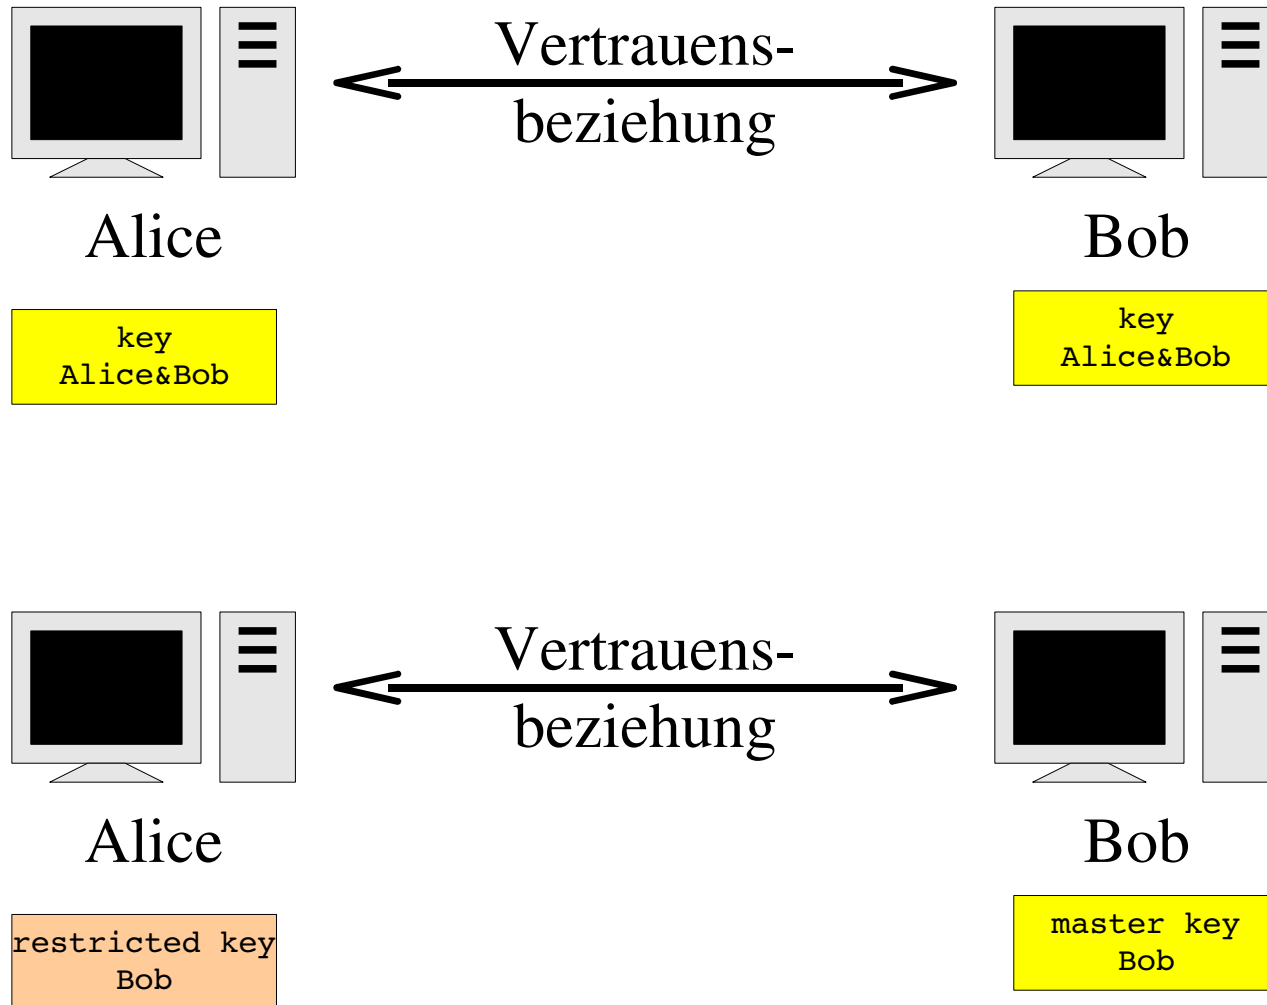 Vertrauens-
beziehung
Alice
Bob
key
Alice&Bob
key
Alice&Bob
Vertrauens-
beziehung
Alice
Bob
restricted key
Bob
master key
Bob